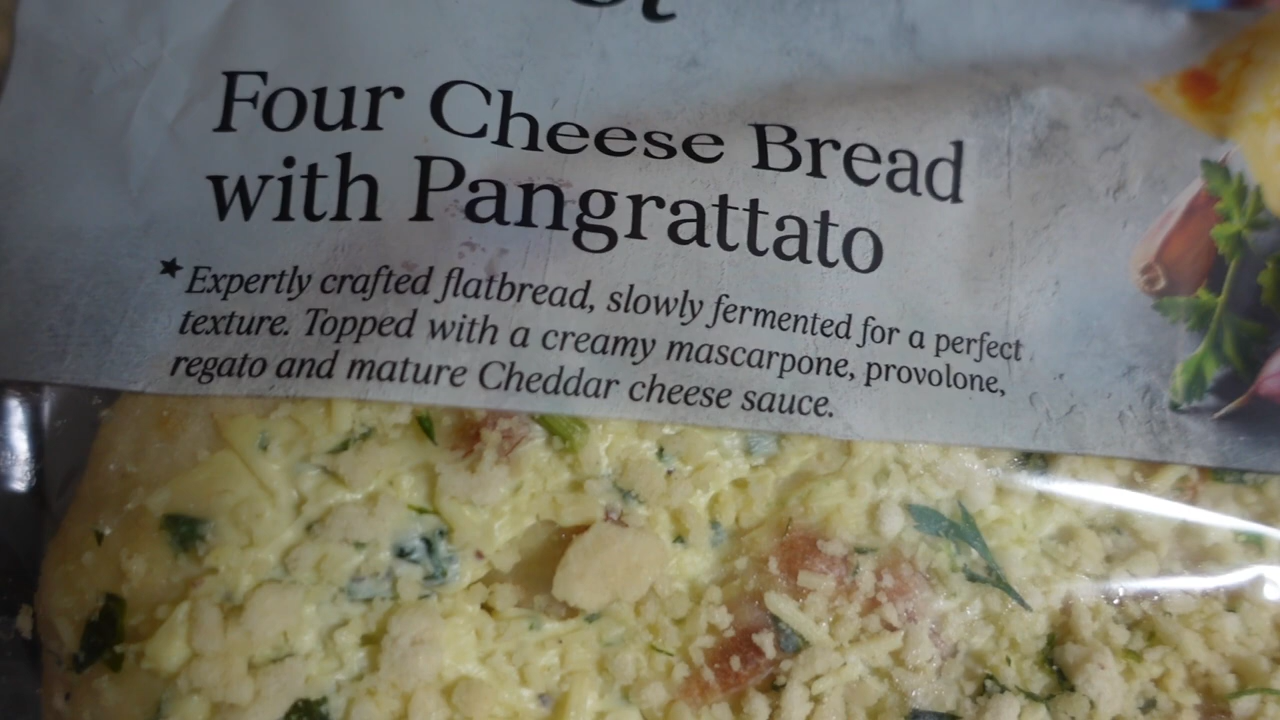 Four Cheese Bread
with Pangrattato
★Expertly crafted flatbread, slowly fermented for a perfect
texture. Topped with a creamy mascarpone, provolone,
regato and mature Cheddar cheese sauce.